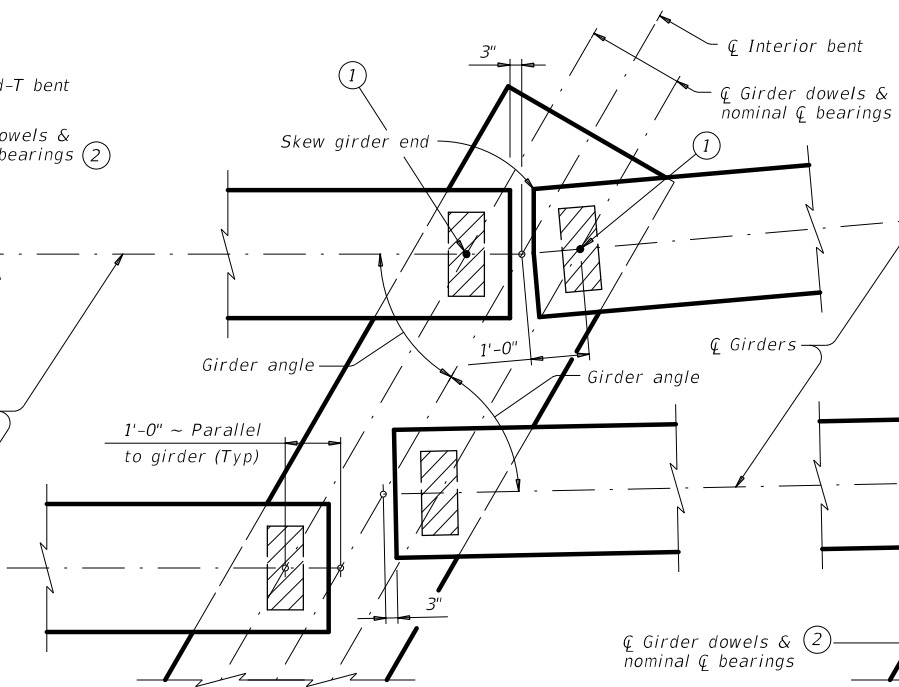 3"
℄ Interior bent
1
d-T bent
℄ Girder dowels &
nominal ℄ bearings
owels &
bearings 2
Skew girder end
1
1'-0"
℄ Girders
Girder angle
Girder angle
1'-0" ~ Parallel
to girder (Typ)
3"
℄ Girder dowels & 2
nominal ℄ bearings